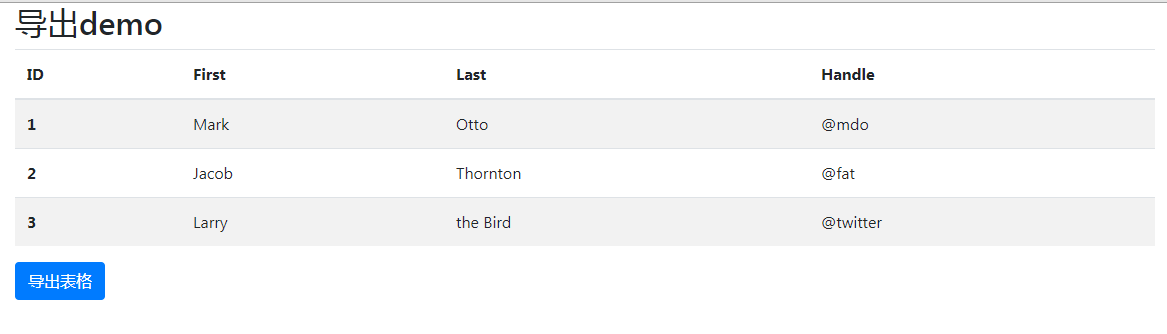 导出demo
ID First Last Handle
1 Mark Otto @mdo
2 Jacob Thornton @fat
3 Larry the Bird @twitter
导出表格